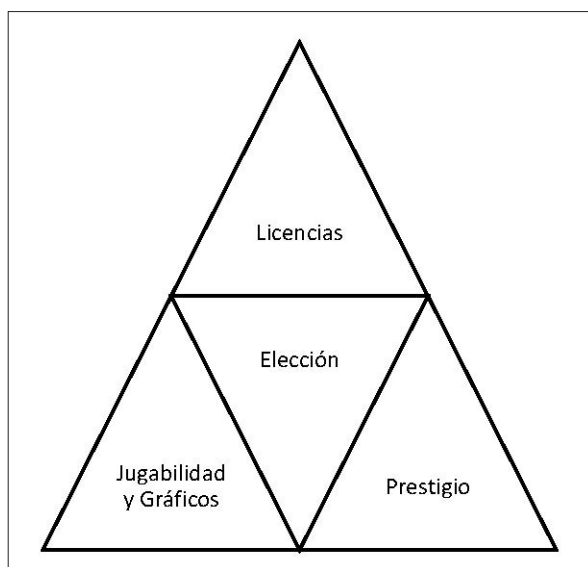 Licencias
Elección
Jugabilidad
y Gráficos
Prestigio